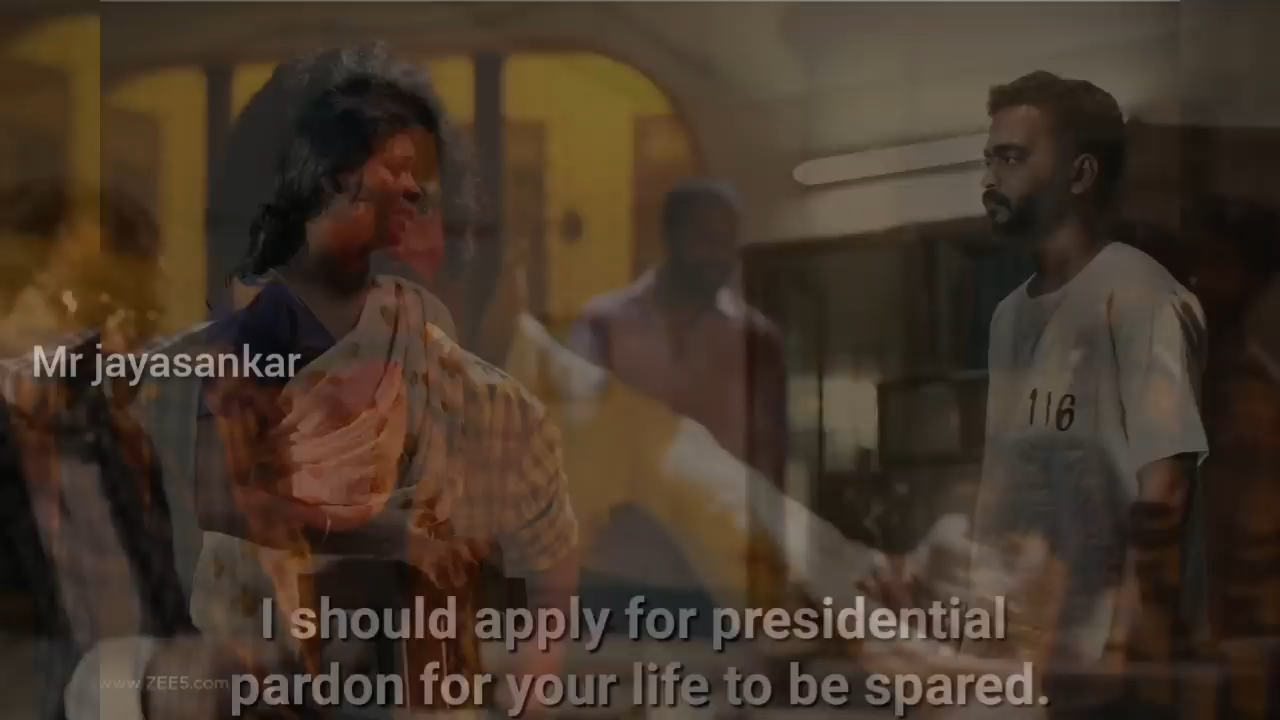 Mr jayasankar
116
I should apply for presidential
pardon for your life to be spared.
www.ZEE5.com